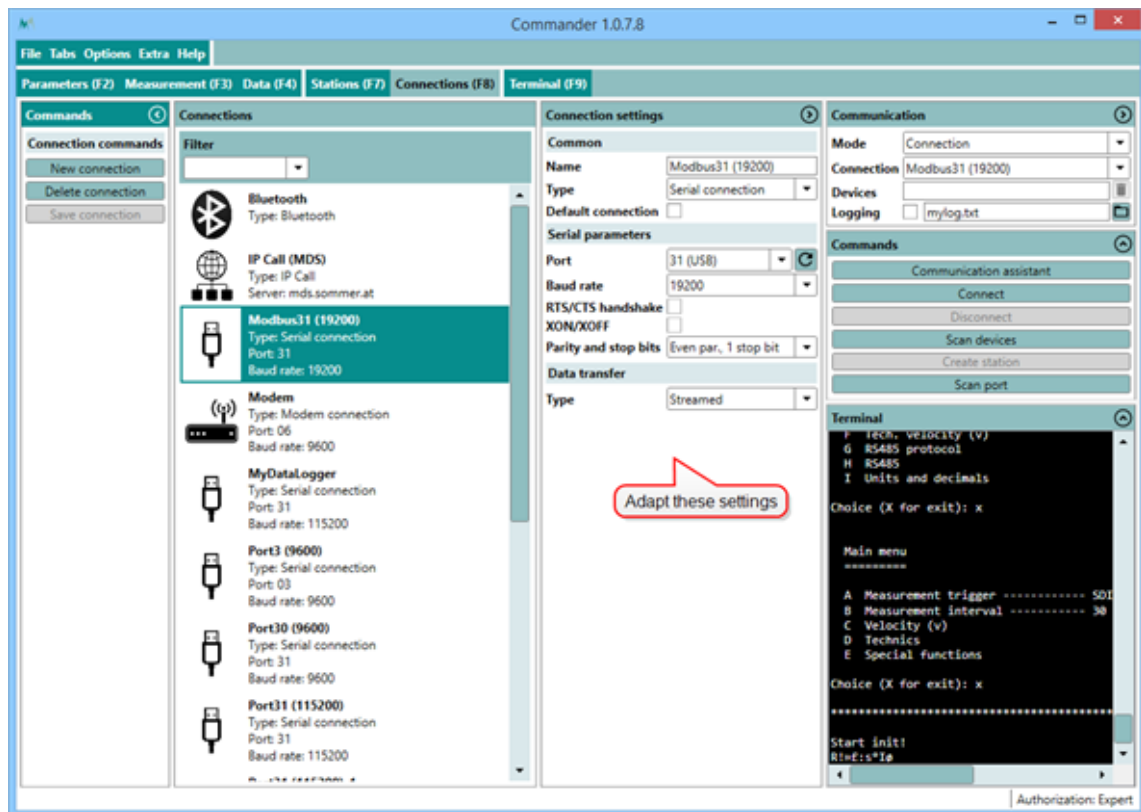 Commander 1.0.7.8
File Tabs Options Extra Help
Parameters (F2) Measurement (F3) Data (F4) Stations (F7) Connections (F8) Terminal (F9)
Commands
Connection commands
New connection
Delete connection
Save connection
Connections
Filter
Bluetooth
Type: Bluetooth
IP Call (MDS)
Type: IP Call
Server: mds.sommer.at
Modbus31 (19200)
Type: Serial connection
Port: 31
Baud rate: 19200
Modem
Type: Modem connection
Port: 06
Baud rate: 9600
MyDataLogger
Type: Serial connection
Port: 31
Baud rate: 115200
Port3 (9600)
Type: Serial connection
Port: 03
Baud rate: 9600
Port30 (9600)
Type: Serial connection
Port: 31
Baud rate: 9600
Port31 (115200)
Type: Serial connection
Port: 31
Baud rate: 115200
Connection settings
Common
Name Modbus31 (19200)
Type Serial connection
Default connection
Serial parameters
Port 31 (USB)
Baud rate 19200
RTS/CTS handshake
XON/XOFF
Parity and stop bits Even par., 1 stop bit
Data transfer
Type Streamed
Adapt these settings
Communication
Mode Connection
Connection Modbus31 (19200)
Devices
Logging mylog.txt
Commands
Communication assistant
Connect
Disconnect
Scan devices
Create station
Scan port
Terminal
F Tech. velocity (v)
G RS485 protocol
H RS485
I Units and decimals
Choice (X for exit): x
Main menu
=========
A Measurement trigger ------------ SDI
B Measurement interval ----------- 30
C Velocity (v)
D Technics
E Special functions
Choice (X for exit): x
******************************************
Start init!
Authorization: Expert